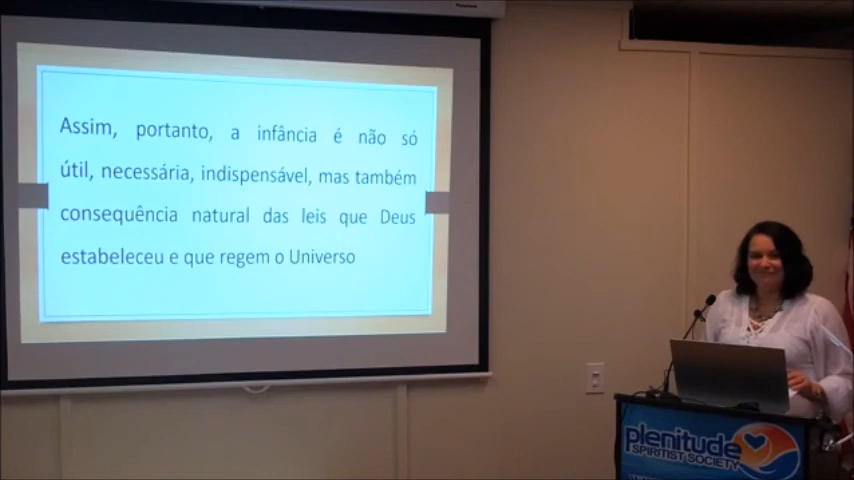 Assim, portanto, a infância é não só
útil, necessária, indispensável, mas também
consequência natural das leis que Deus
estabeleceu e que regem o Universo
plenitude
SPIRITIST SOCIETY